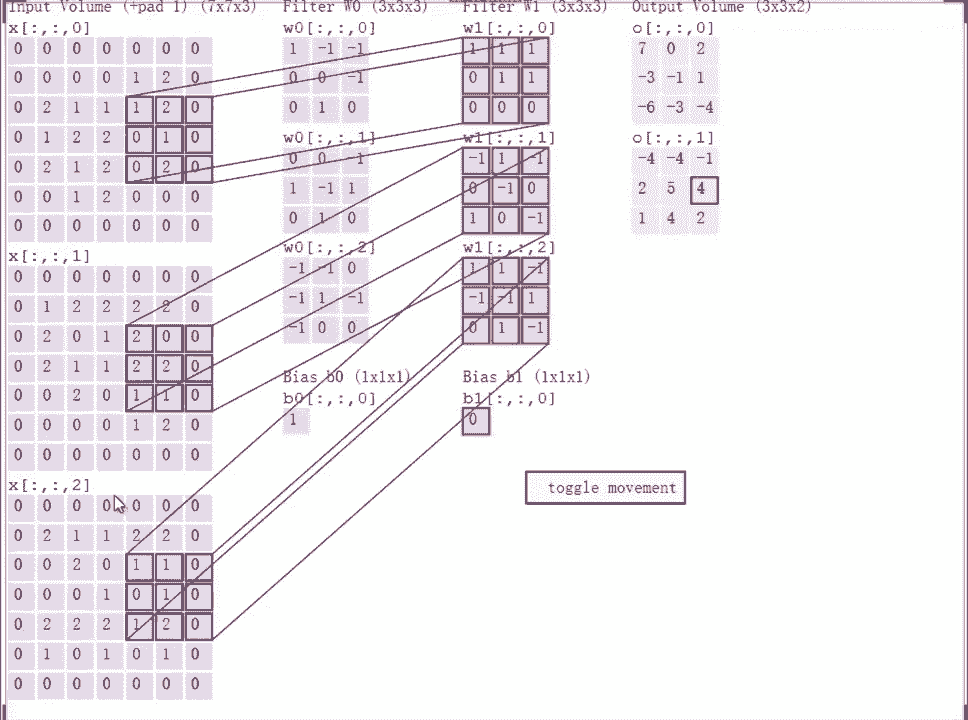 Input Volume (+pad 1) (7x7x3)
x[:,:,0]
0 0 0 0 0 0 0
0 0 0 0 1 2 0
0 2 1 1 1 2 0
0 1 2 2 0 1 0
0 2 1 2 0 2 0
0 0 1 2 0 0 0
0 0 0 0 0 0 0
x[:,:,1]
0 0 0 0 0 0 0
0 1 2 2 2 2 0
0 2 0 1 2 0 0
0 2 1 1 2 2 0
0 0 2 0 1 1 0
0 0 0 0 1 2 0
0 0 0 0 0 0 0
x[:,:,2]
0 0 0 0 0 0 0
0 2 1 1 2 2 0
0 0 2 0 1 1 0
0 0 0 1 0 1 0
0 2 2 2 1 2 0
0 1 0 1 0 1 0
0 0 0 0 0 0 0
Filter W0 (3x3x3)
w0[:,:,0]
1 -1 -1
0 0 -1
0 1 0
w0[:,:,1]
0 0 -1
1 -1 1
0 1 0
w0[:,:,2]
-1 -1 0
-1 1 -1
-1 0 0
Bias b0 (1x1x1)
b0[:,:,0]
1
Filter W1 (3x3x3)
w1[:,:,0]
1 1 1
0 1 1
0 0 0
w1[:,:,1]
-1 1 -1
0 -1 0
1 0 -1
w1[:,:,2]
1 1 -1
-1 -1 1
0 1 -1
Bias b1 (1x1x1)
b1[:,:,0]
0
Output Volume (3x3x2)
o[:,:,0]
7 0 2
-3 -1 1
-6 -3 -4
o[:,:,1]
-4 -4 -1
2 5 4
1 4 2
toggle movement